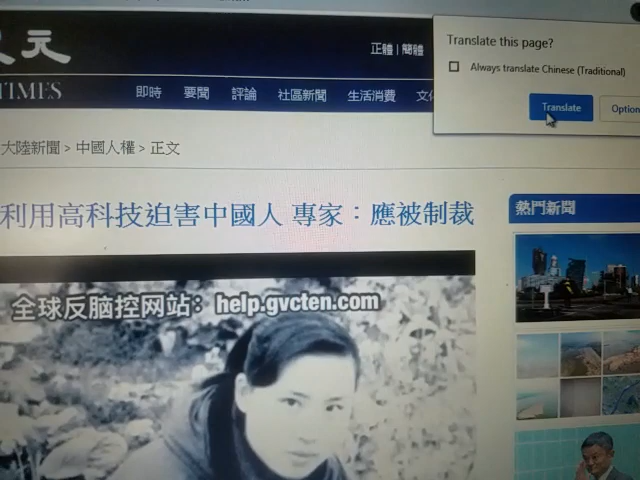 元
Translate this page?
正體 | 簡體
Always translate Chinese (Traditional)
TIMES
即時 要聞 評論 社區新聞 生活消費 文
Translate
Option
大陸新聞 > 中國人權 > 正文
利用高科技迫害中國人 專家：應被制裁
熱門新聞
全球反脑控网站：help.gvcten.com